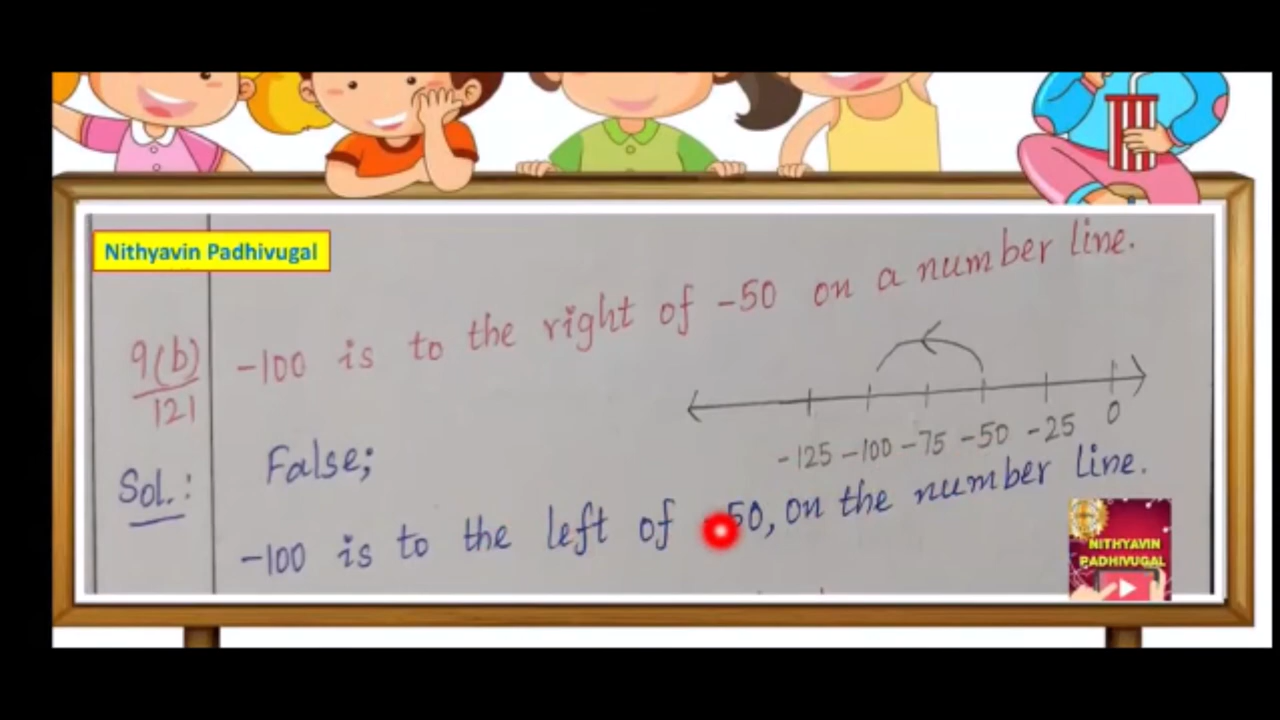 Nithyavin Padhivugal
9(b)
121
-100 is to the right of -50 on a number line.
-125 -100 -75 -50 -25 0
Sol.: False;
-100 is to the left of -50, on the number line.
NITHYAVIN
PADHIVUGAL